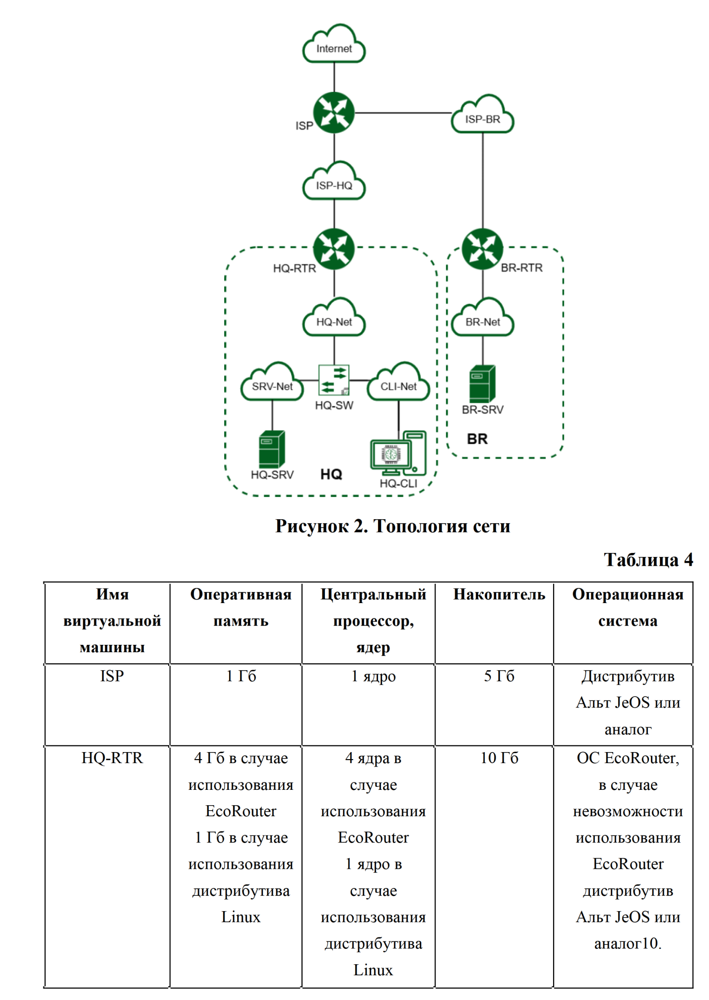 Internet
ISP
ISP-BR
ISP-HQ
HQ-RTR
BR-RTR
HQ-Net
BR-Net
SRV-Net
CLI-Net
HQ-SW
BR-SRV
BR
HQ-SRV
HQ
HQ-CLI
Рисунок 2. Топология сети
Таблица 4
Имя
виртуальной
машины
Оперативная
память
Центральный
процессор,
ядер
Накопитель
Операционная
система
ISP
1 Гб
1 ядро
5 Гб
Дистрибутив
Альт JeOS или
аналог
HQ-RTR
4 Гб в случае
использования
EcoRouter
1 Гб в случае
использования
дистрибутива
Linux
4 ядра в
случае
использования
EcoRouter
1 ядро в
случае
использования
дистрибутива
Linux
10 Гб
ОС EcoRouter,
в случае
невозможности
использования
EcoRouter
дистрибутив
Альт JeOS или
аналог10.